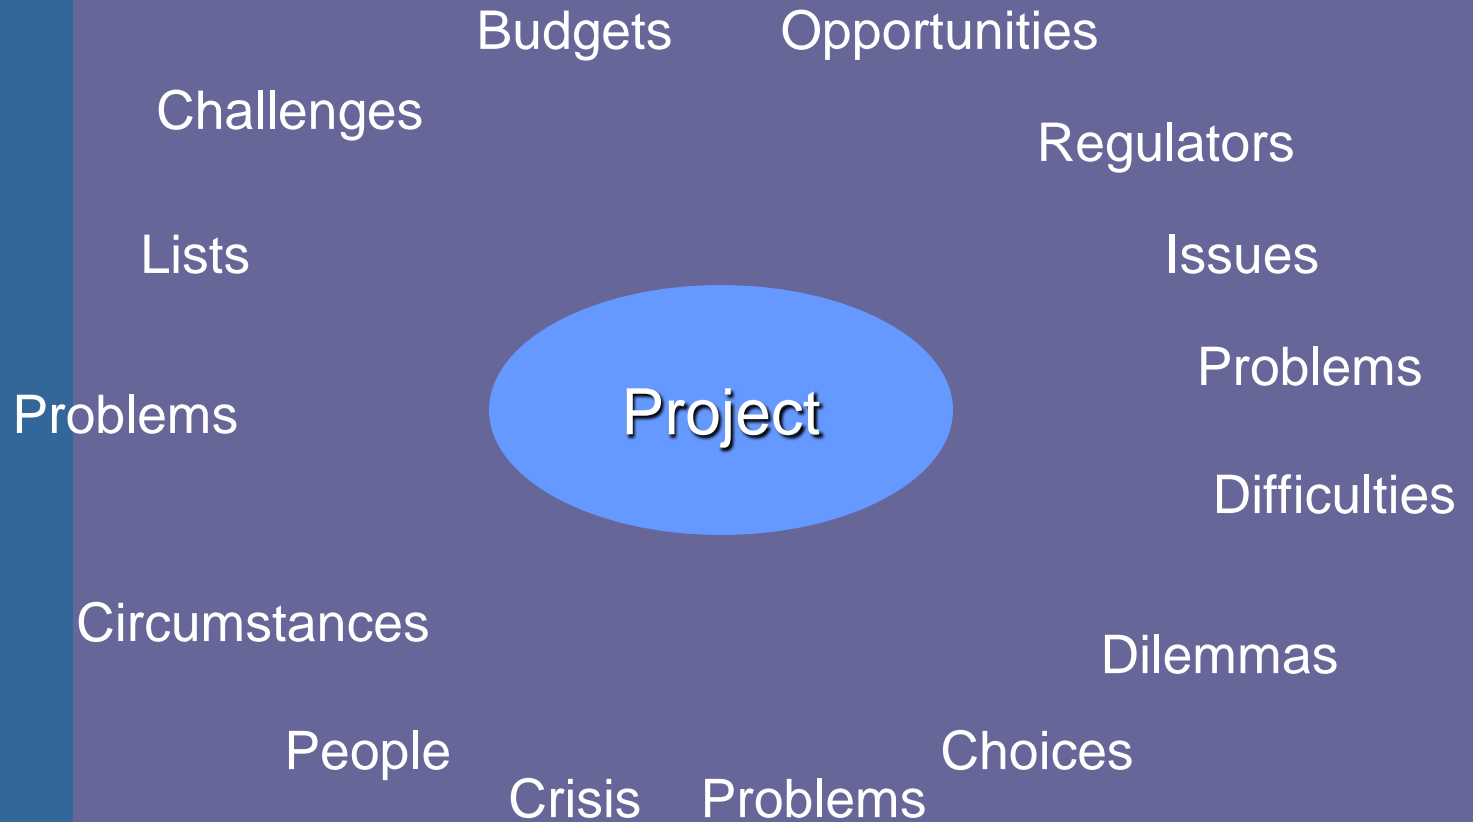 Budgets
Opportunities
Challenges
Regulators
Lists
Issues
Problems
Project
Problems
Difficulties
Circumstances
Dilemmas
People
Choices
Crisis
Problems